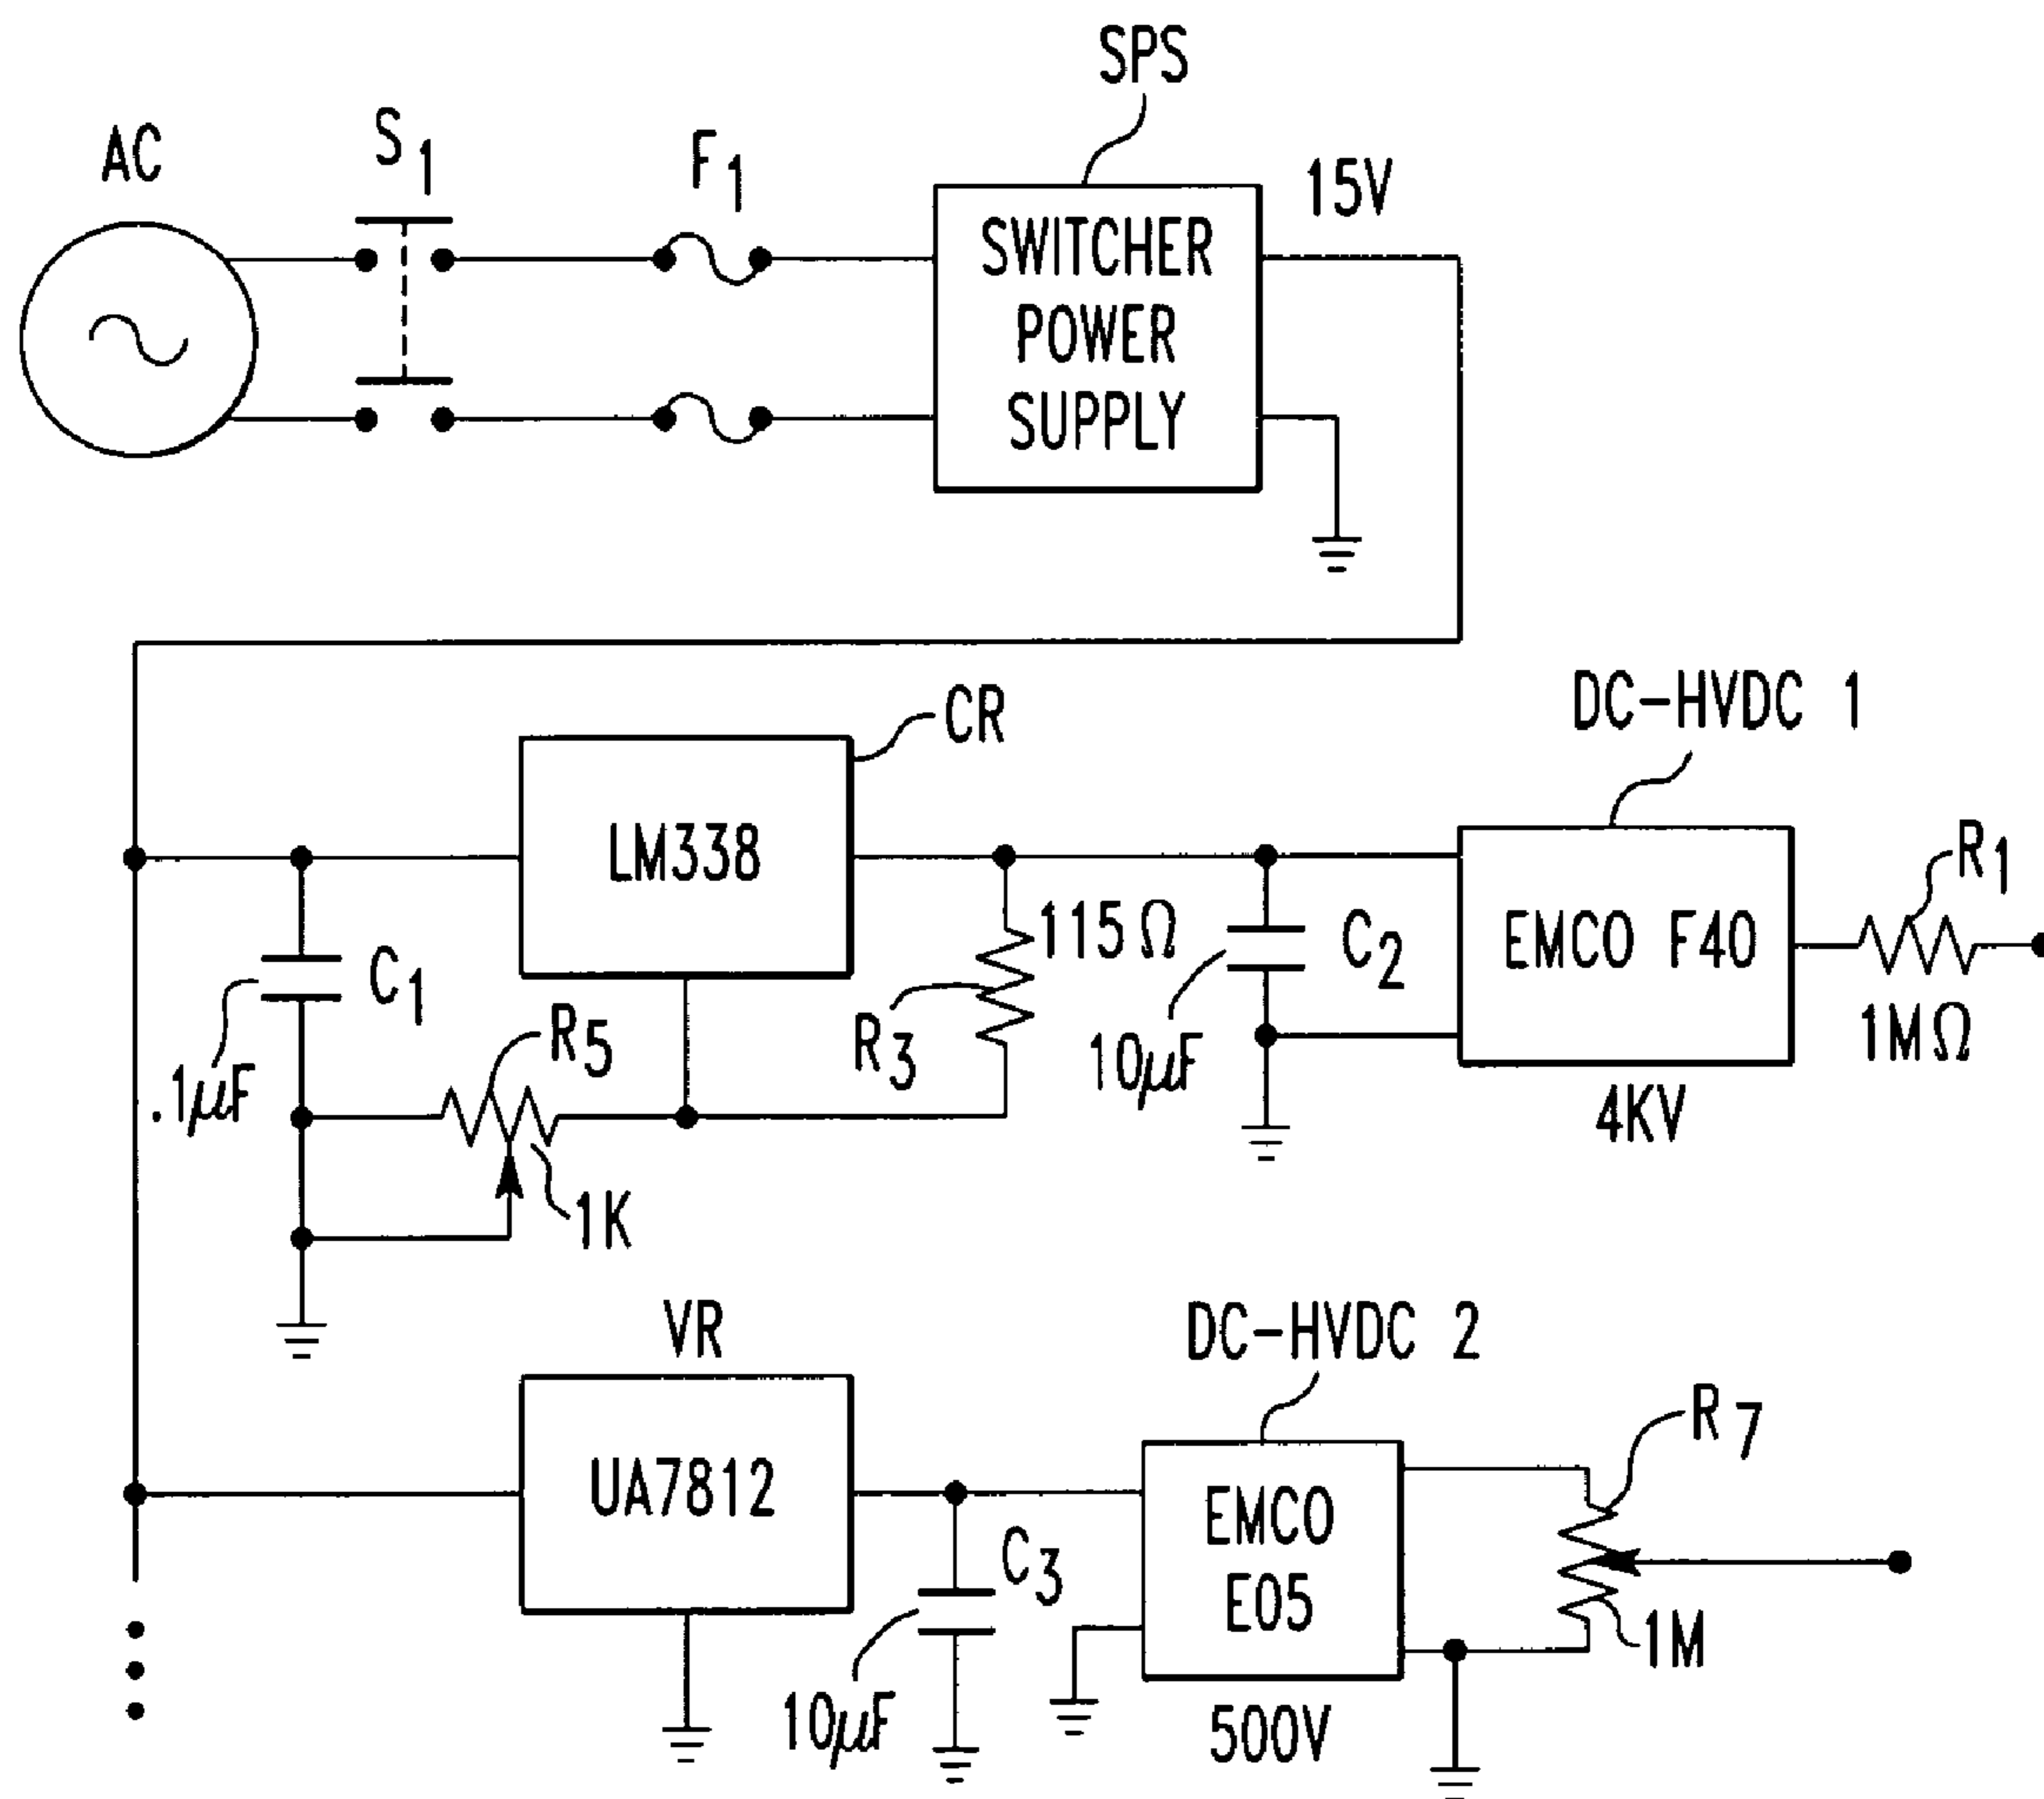 SPS
AC
S1
F1
15V
SWITCHER
POWER
SUPPLY
DC-HVDC 1
CR
LM338
R1
115Ω
EMCO F40
C1
C2
R5
R3
10μF
1MΩ
.1μF
4KV
1K
VR
DC-HVDC 2
R7
UA7812
EMCO
E05
C3
1M
10μF
500V